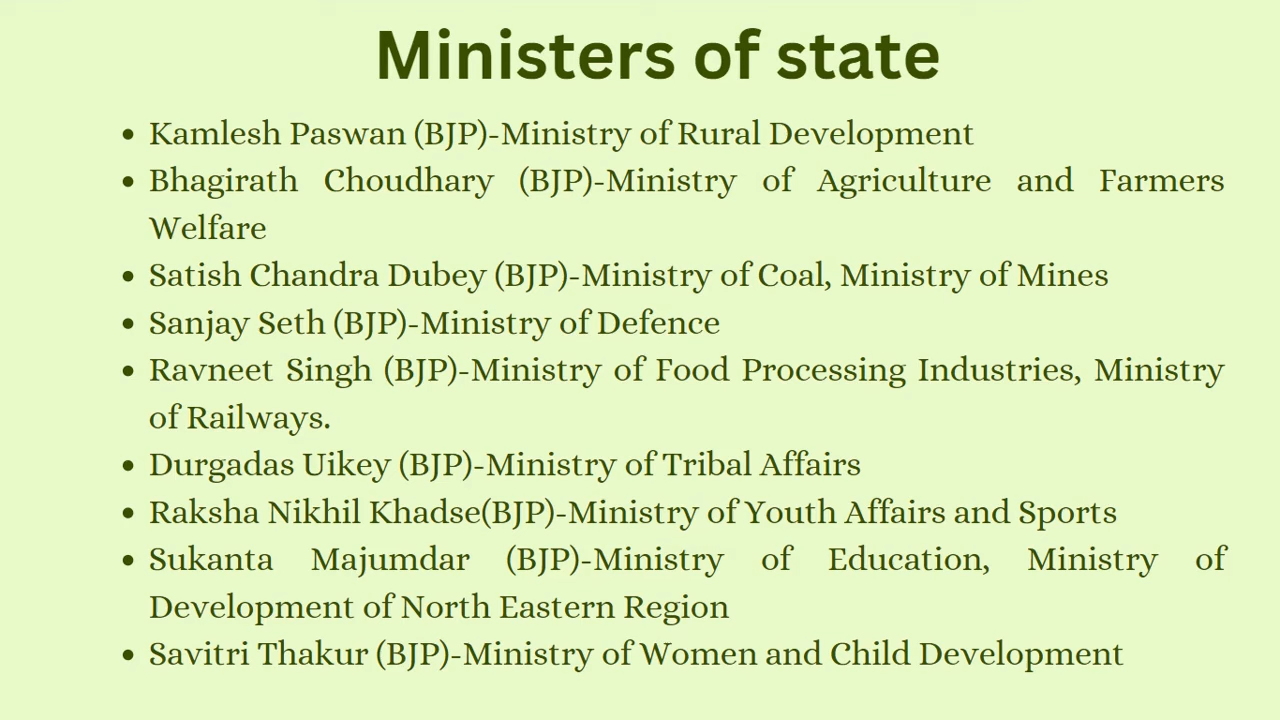 Ministers of state
• Kamlesh Paswan (BJP)-Ministry of Rural Development
• Bhagirath Choudhary (BJP)-Ministry of Agriculture and Farmers
Welfare
• Satish Chandra Dubey (BJP)-Ministry of Coal, Ministry of Mines
• Sanjay Seth (BJP)-Ministry of Defence
• Ravneet Singh (BJP)-Ministry of Food Processing Industries, Ministry
of Railways.
• Durgadas Uikey (BJP)-Ministry of Tribal Affairs
• Raksha Nikhil Khadse(BJP)-Ministry of Youth Affairs and Sports
• Sukanta Majumdar (BJP)-Ministry of Education, Ministry of
Development of North Eastern Region
• Savitri Thakur (BJP)-Ministry of Women and Child Development